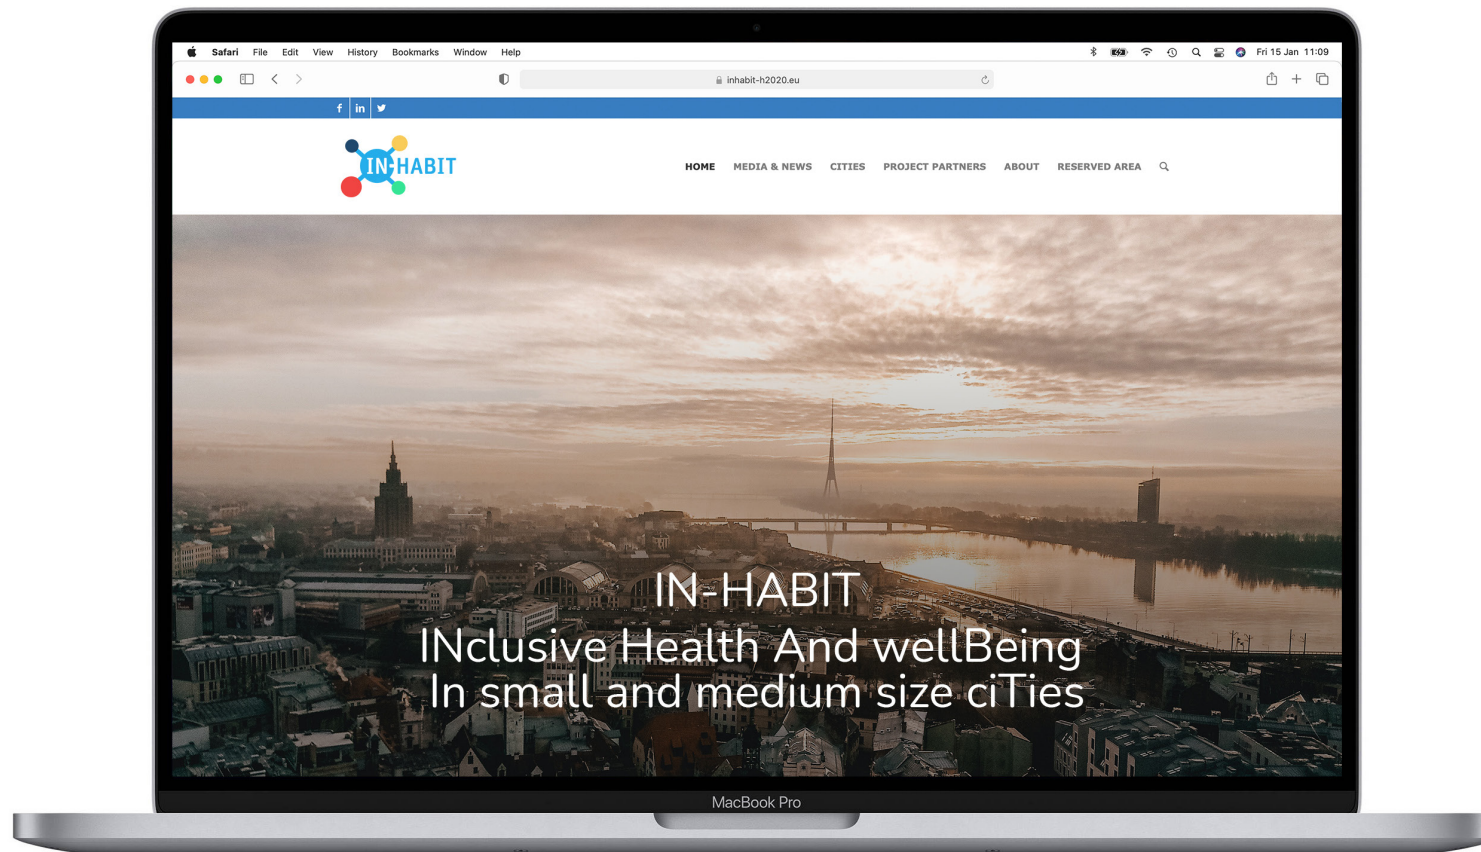 Safari File Edit View History Bookmarks Window Help Fri 15 Jan 11:09
inhabit-h2020.eu
f in
IN-HABIT
HOME MEDIA & NEWS CITIES PROJECT PARTNERS ABOUT RESERVED AREA
IN-HABIT
INclusive Health And wellBeing
In small and medium size ciTies
MacBook Pro